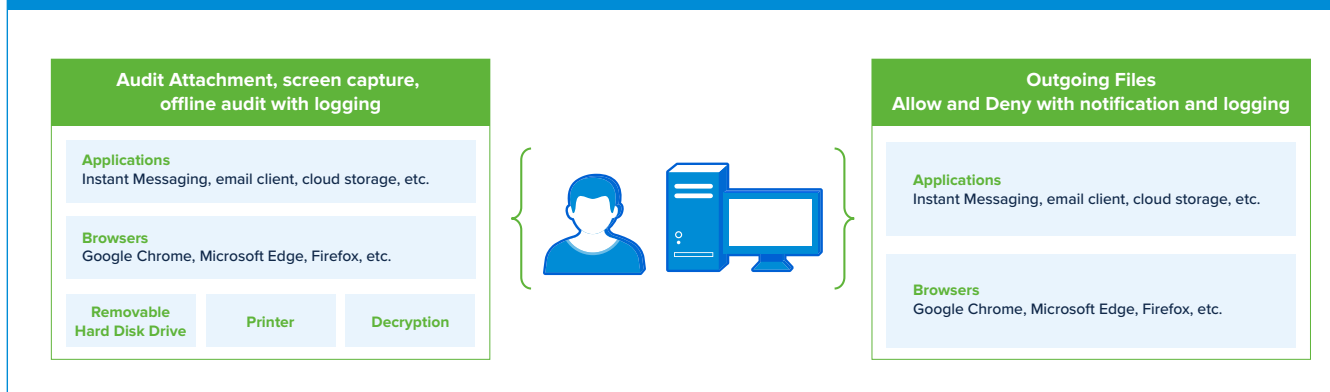 Audit Attachment, screen capture,
offline audit with logging
Applications
Instant Messaging, email client, cloud storage, etc.
Browsers
Google Chrome, Microsoft Edge, Firefox, etc.
Removable
Hard Disk Drive
Printer
Decryption
Outgoing Files
Allow and Deny with notification and logging
Applications
Instant Messaging, email client, cloud storage, etc.
Browsers
Google Chrome, Microsoft Edge, Firefox, etc.